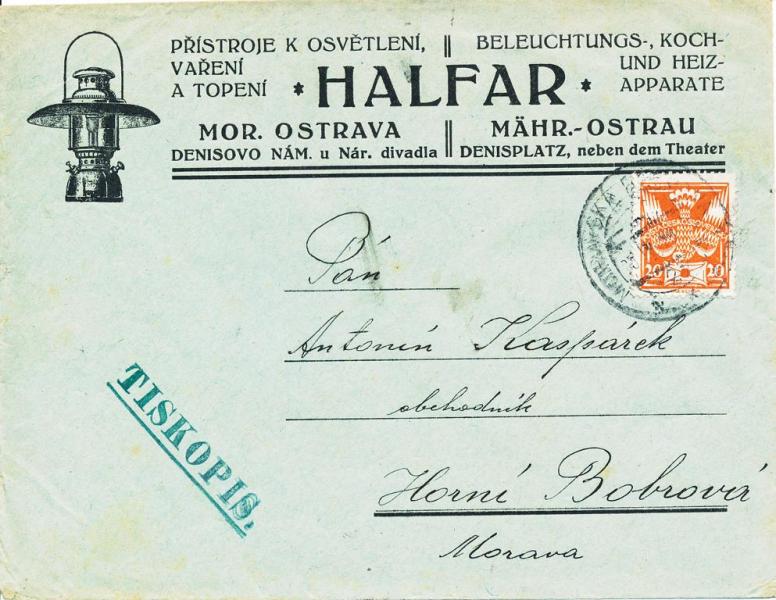 PŘÍSTROJE K OSVĚTLENÍ,
VAŘENÍ
A TOPENÍ
BELEUCHTUNGS-, KOCH-
UND HEIZ-
APPARATE
* HALFAR *
MOR. OSTRAVA
DENISOVO NÁM. u Nár. divadla
MÄHR.-OSTRAU
DENISPLATZ, neben dem Theater
20 20
Pán
Antonín Kaspárek
obchodník
Horní Bobrová
Morava
TISKOPIS.